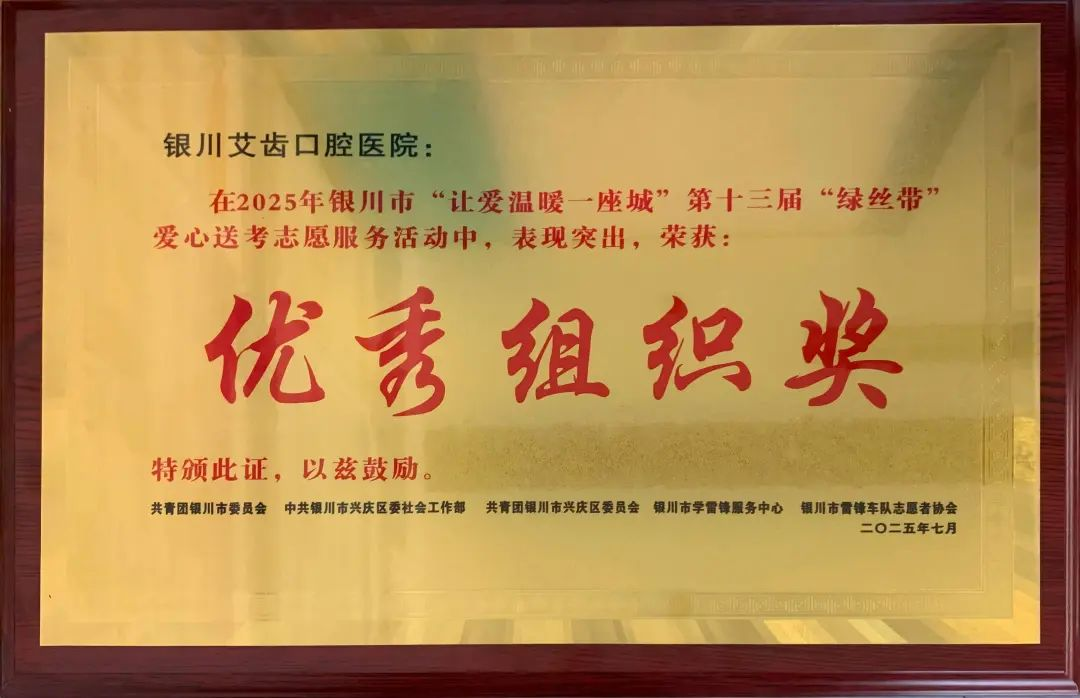 银川艾齿口腔医院：
在2025年银川市“让爱温暖一座城”第十三届“绿丝带”
爱心送考志愿服务活动中，表现突出，荣获：
优秀组织奖
特颁此证，以兹鼓励。
共青团银川市委员会 中共银川市兴庆区委社会工作部 共青团银川市兴庆区委员会 银川市学雷锋服务中心 银川市雷锋车队志愿者协会
二〇二五年七月